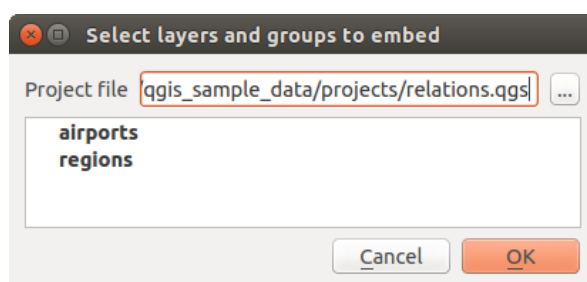 Select layers and groups to embed
Project file /qgis_sample_data/projects/relations.qgs ...
airports
regions
Cancel OK